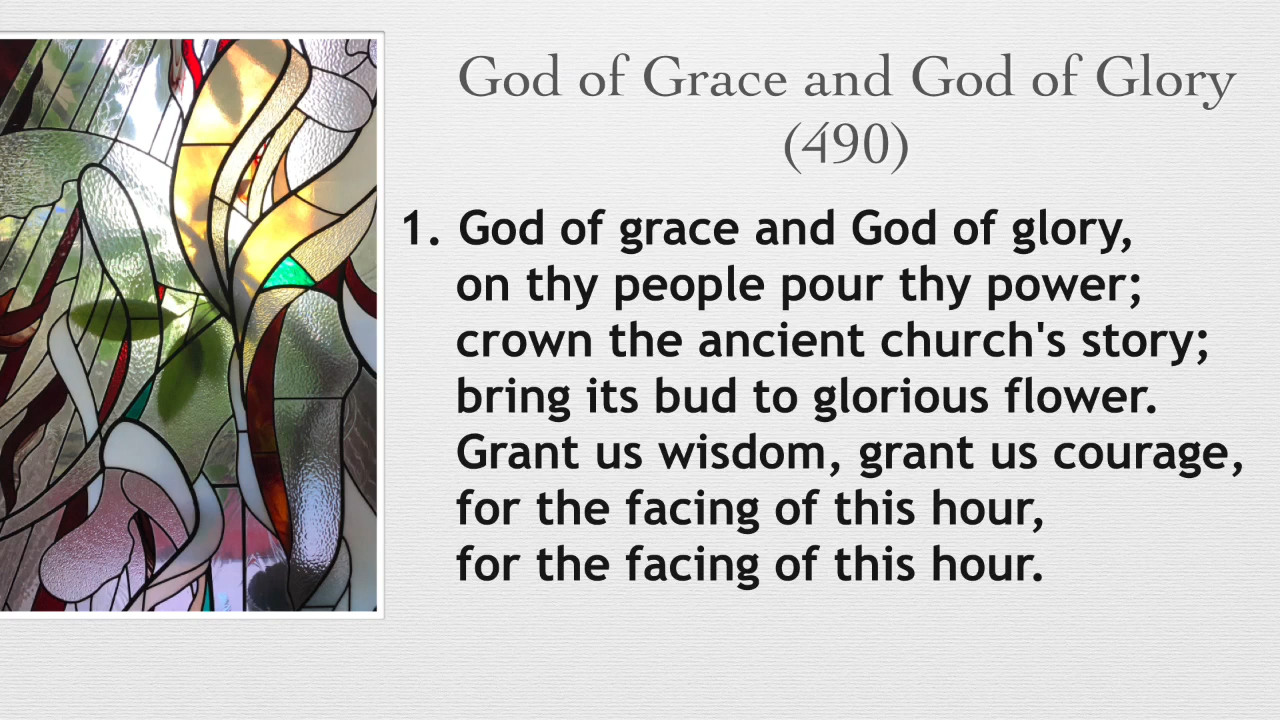 God of Grace and God of Glory
(490)
1. God of grace and God of glory,
on thy people pour thy power;
crown the ancient church's story;
bring its bud to glorious flower.
Grant us wisdom, grant us courage,
for the facing of this hour,
for the facing of this hour.